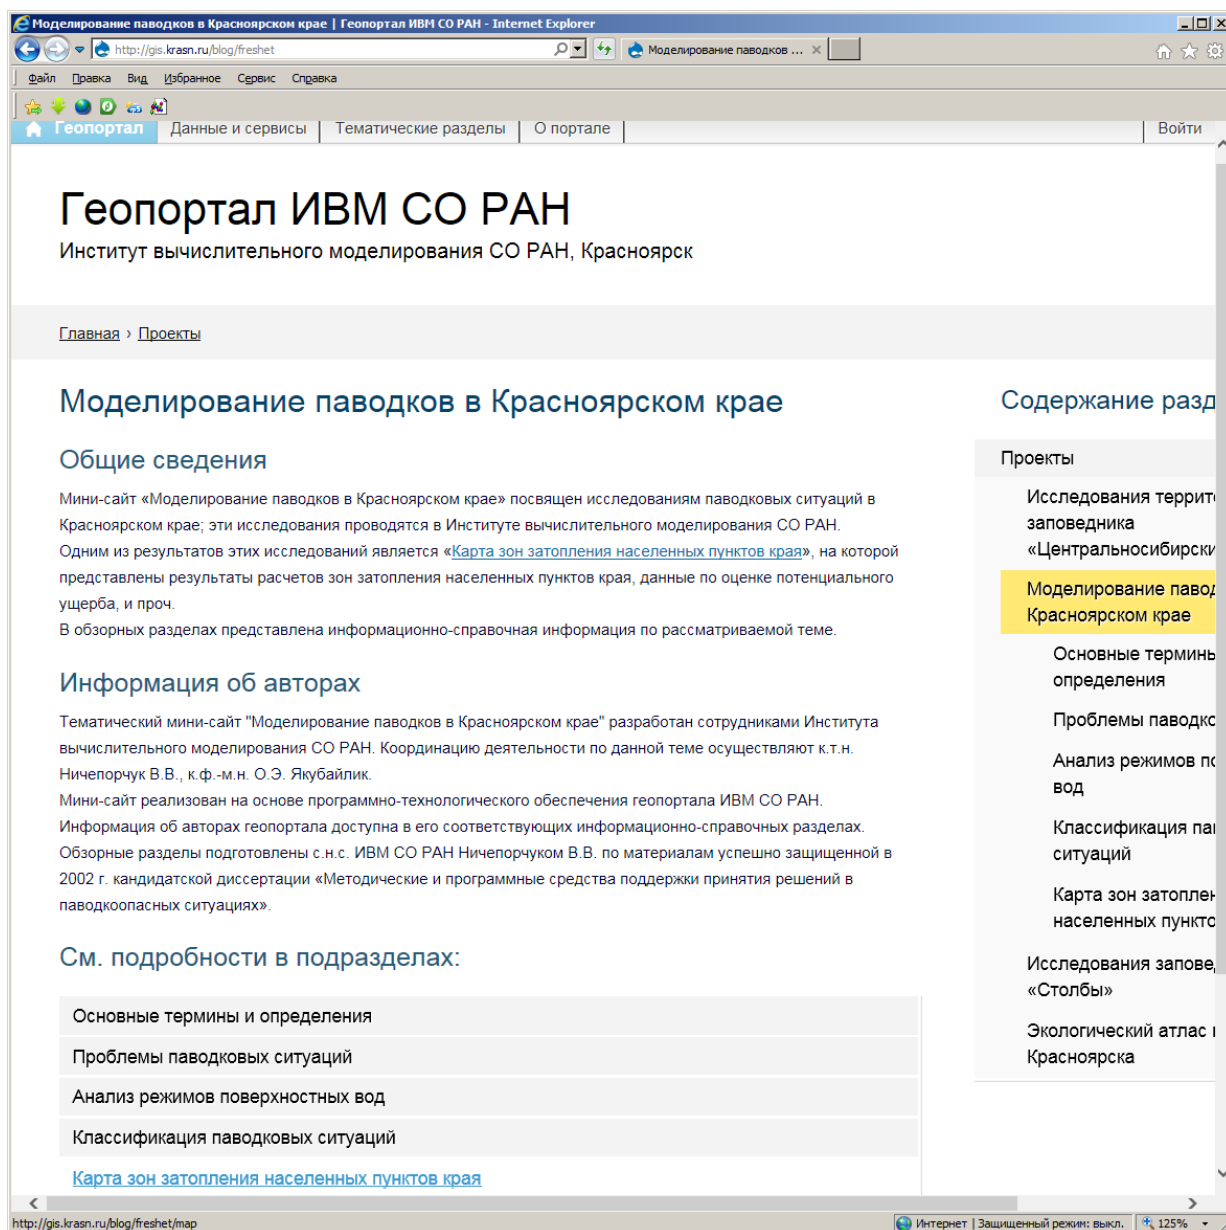 Моделирование паводков в Красноярском крае | Геопортал ИВМ СО РАН - Internet Explorer
http://gis.krasn.ru/blog/freshet
Моделирование паводков ...
Файл Правка Вид Избранное Сервис Справка
Геопортал Данные и сервисы Тематические разделы О портале Войти
Геопортал ИВМ СО РАН
Институт вычислительного моделирования СО РАН, Красноярск
Главная › Проекты
Моделирование паводков в Красноярском крае
Общие сведения
Мини-сайт «Моделирование паводков в Красноярском крае» посвящен исследованиям паводковых ситуаций в
Красноярском крае; эти исследования проводятся в Институте вычислительного моделирования СО РАН.
Одним из результатов этих исследований является «Карта зон затопления населенных пунктов края», на которой
представлены результаты расчетов зон затопления населенных пунктов края, данные по оценке потенциального
ущерба, и проч.
В обзорных разделах представлена информационно-справочная информация по рассматриваемой теме.
Информация об авторах
Тематический мини-сайт "Моделирование паводков в Красноярском крае" разработан сотрудниками Института
вычислительного моделирования СО РАН. Координацию деятельности по данной теме осуществляют к.т.н.
Ничепорчук В.В., к.ф.-м.н. О.Э. Якубайлик.
Мини-сайт реализован на основе программно-технологического обеспечения геопортала ИВМ СО РАН.
Информация об авторах геопортала доступна в его соответствующих информационно-справочных разделах.
Обзорные разделы подготовлены с.н.с. ИВМ СО РАН Ничепорчуком В.В. по материалам успешно защищенной в
2002 г. кандидатской диссертации «Методические и программные средства поддержки принятия решений в
паводкоопасных ситуациях».
См. подробности в подразделах:
Основные термины и определения
Проблемы паводковых ситуаций
Анализ режимов поверхностных вод
Классификация паводковых ситуаций
Карта зон затопления населенных пунктов края
Содержание разд
Проекты
Исследования террит
заповедника
«Центральносибирски
Моделирование павод
Красноярском крае
Основные термины
определения
Проблемы паводко
Анализ режимов по
вод
Классификация па
ситуаций
Карта зон затопле
населенных пункто
Исследования запове
«Столбы»
Экологический атлас
Красноярска
http://gis.krasn.ru/blog/freshet/map
Интернет | Защищенный режим: выкл. 125%